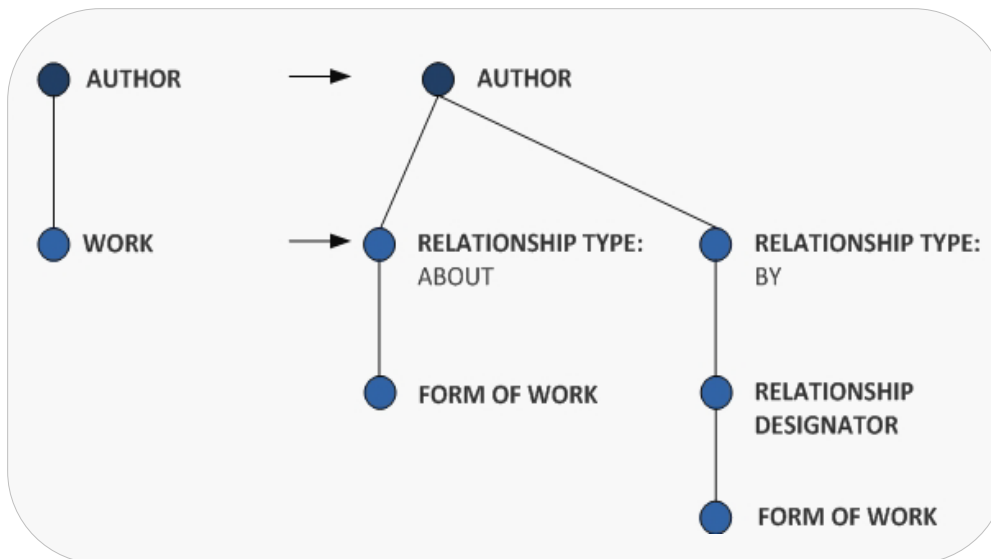 AUTHOR
AUTHOR
WORK
RELATIONSHIP TYPE:
ABOUT
RELATIONSHIP TYPE:
BY
FORM OF WORK
RELATIONSHIP
DESIGNATOR
FORM OF WORK